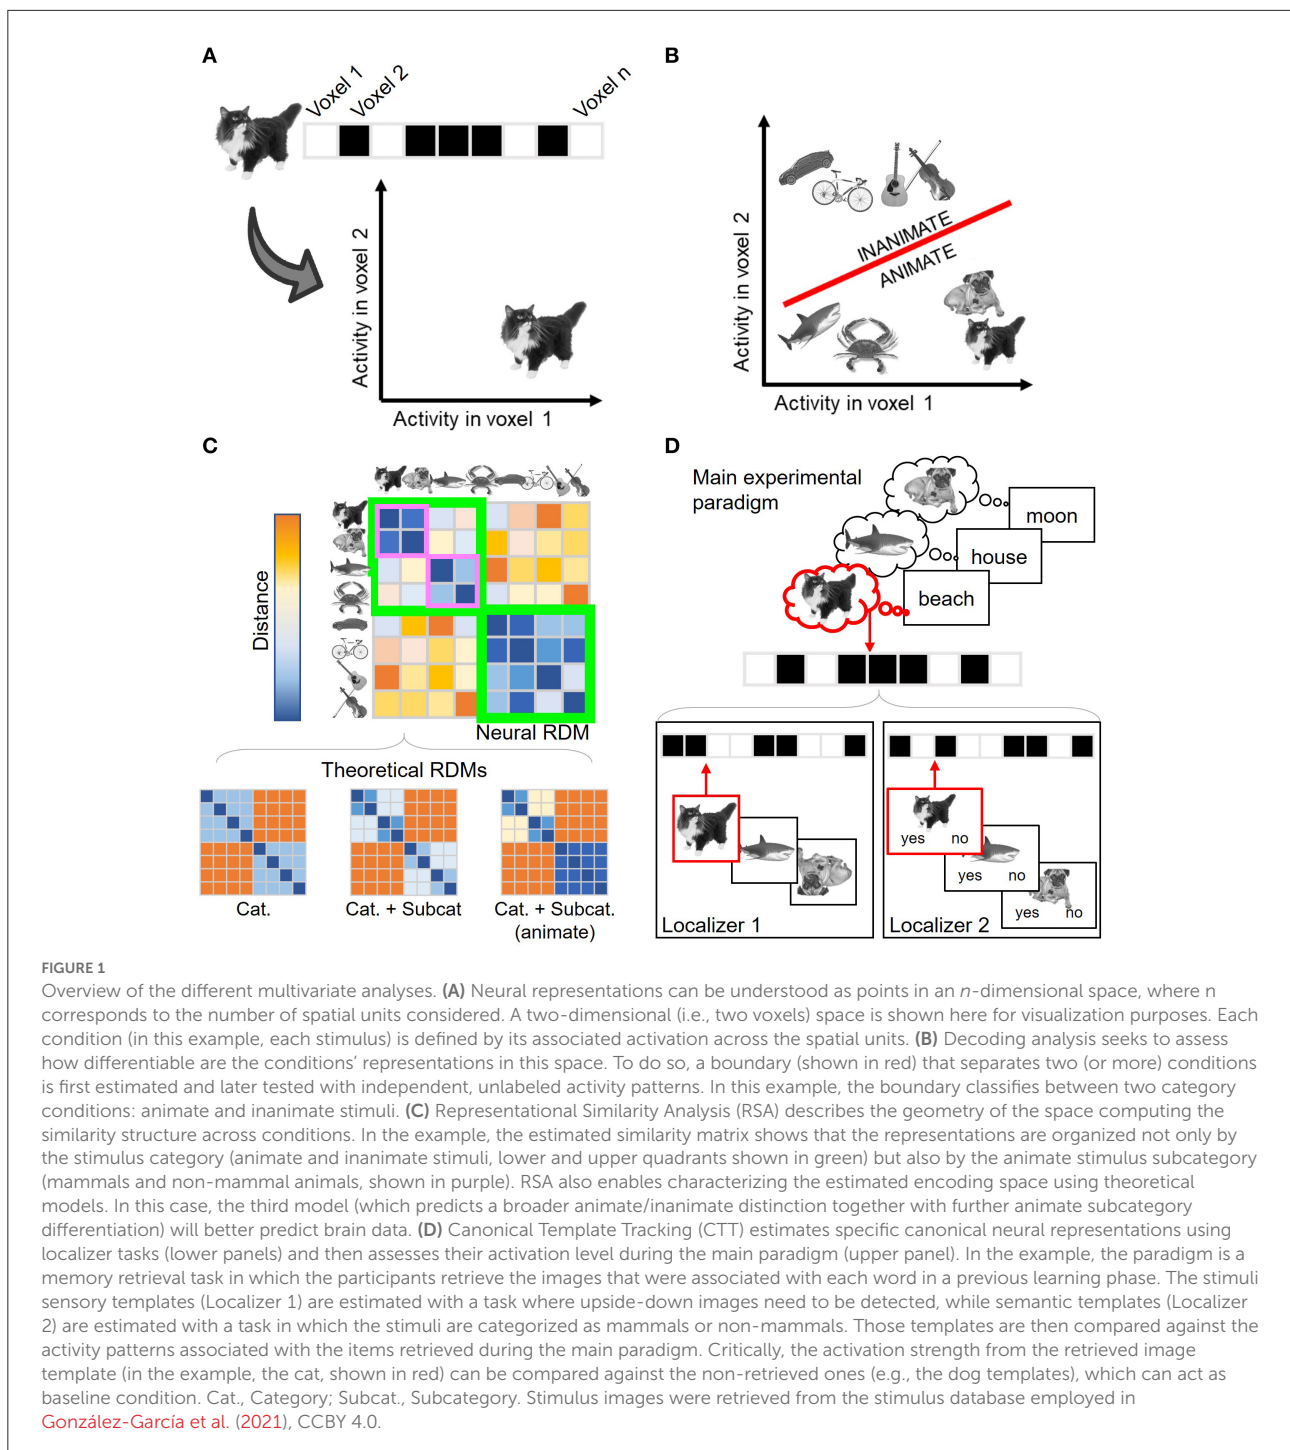 A
Voxel 1
Voxel 2
Voxel n
Activity in voxel 2
Activity in voxel 1
B
Activity in voxel 2
INANIMATE
ANIMATE
Activity in voxel 1
C
Distance
Neural RDM
Theoretical RDMs
Cat.
Cat. + Subcat
Cat. + Subcat.
(animate)
D
Main experimental
paradigm
moon
house
beach
Localizer 1
yes no
yes no
yes no
Localizer 2
FIGURE 1
Overview of the different multivariate analyses. (A) Neural representations can be understood as points in an n-dimensional space, where n
corresponds to the number of spatial units considered. A two-dimensional (i.e., two voxels) space is shown here for visualization purposes. Each
condition (in this example, each stimulus) is defined by its associated activation across the spatial units. (B) Decoding analysis seeks to assess
how differentiable are the conditions' representations in this space. To do so, a boundary (shown in red) that separates two (or more) conditions
is first estimated and later tested with independent, unlabeled activity patterns. In this example, the boundary classifies between two category
conditions: animate and inanimate stimuli. (C) Representational Similarity Analysis (RSA) describes the geometry of the space computing the
similarity structure across conditions. In the example, the estimated similarity matrix shows that the representations are organized not only by
the stimulus category (animate and inanimate stimuli, lower and upper quadrants shown in green) but also by the animate stimulus subcategory
(mammals and non-mammal animals, shown in purple). RSA also enables characterizing the estimated encoding space using theoretical
models. In this case, the third model (which predicts a broader animate/inanimate distinction together with further animate subcategory
differentiation) will better predict brain data. (D) Canonical Template Tracking (CTT) estimates specific canonical neural representations using
localizer tasks (lower panels) and then assesses their activation level during the main paradigm (upper panel). In the example, the paradigm is a
memory retrieval task in which the participants retrieve the images that were associated with each word in a previous learning phase. The stimuli
sensory templates (Localizer 1) are estimated with a task where upside-down images need to be detected, while semantic templates (Localizer
2) are estimated with a task in which the stimuli are categorized as mammals or non-mammals. Those templates are then compared against the
activity patterns associated with the items retrieved during the main paradigm. Critically, the activation strength from the retrieved image
template (in the example, the cat, shown in red) can be compared against the non-retrieved ones (e.g., the dog templates), which can act as
baseline condition. Cat., Category; Subcat., Subcategory. Stimulus images were retrieved from the stimulus database employed in
González-García et al. (2021), CCBY 4.0.